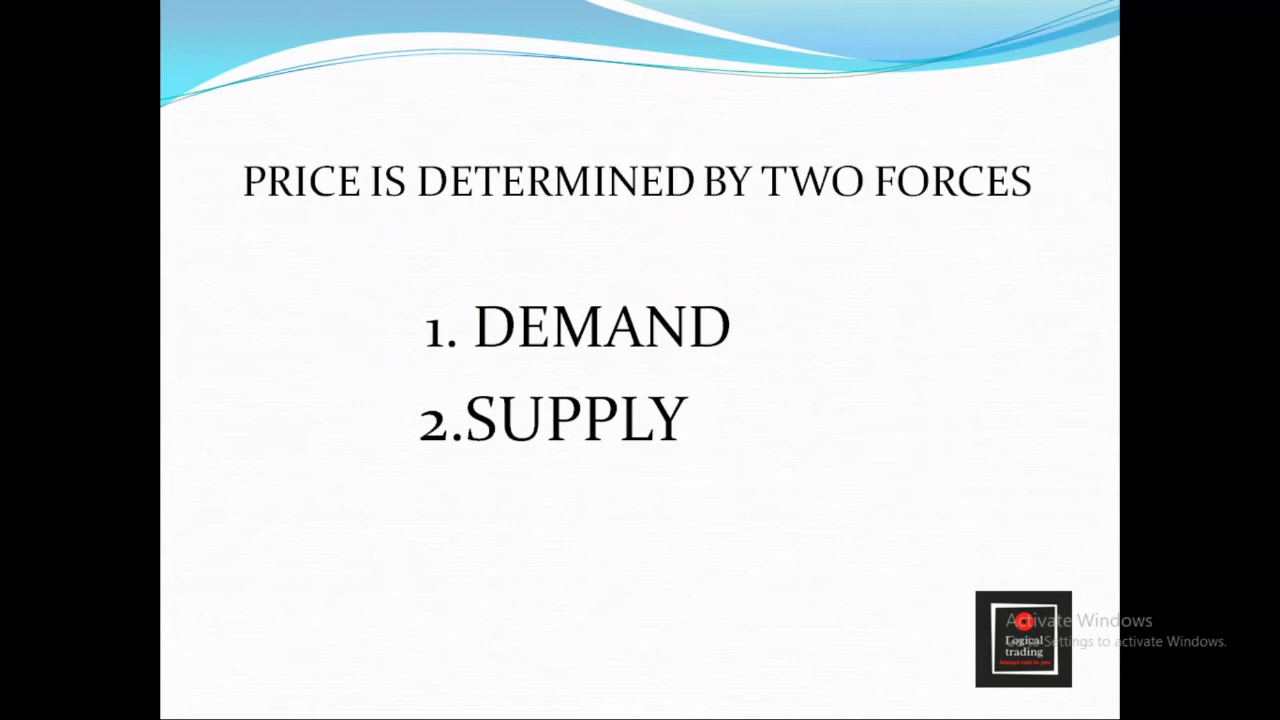 PRICE IS DETERMINED BY TWO FORCES
1. DEMAND
2.SUPPLY
Activate Windows
Settings to activate Windows.
Logical
trading